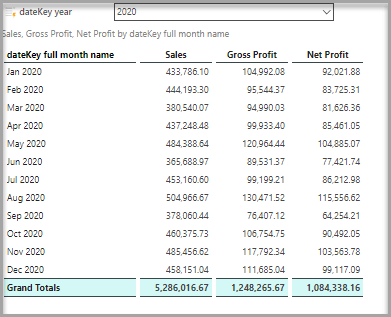 dateKey year 2020
Sales, Gross Profit, Net Profit by dateKey full month name
dateKey full month name Sales Gross Profit Net Profit
Jan 2020 433,786.10 104,992.08 92,021.88
Feb 2020 444,193.30 95,544.37 83,725.31
Mar 2020 380,540.07 94,990.03 81,626.36
Apr 2020 437,248.48 99,933.40 85,461.05
May 2020 484,388.64 120,964.44 104,885.07
Jun 2020 365,688.97 89,531.37 77,421.74
Jul 2020 453,160.60 99,199.21 86,212.98
Aug 2020 504,966.67 130,471.52 115,556.62
Sep 2020 378,060.44 76,407.12 64,254.21
Oct 2020 460,375.73 106,754.75 90,492.05
Nov 2020 485,456.62 117,792.34 103,563.78
Dec 2020 458,151.04 111,685.04 99,117.09
Grand Totals 5,286,016.67 1,248,265.67 1,084,338.16